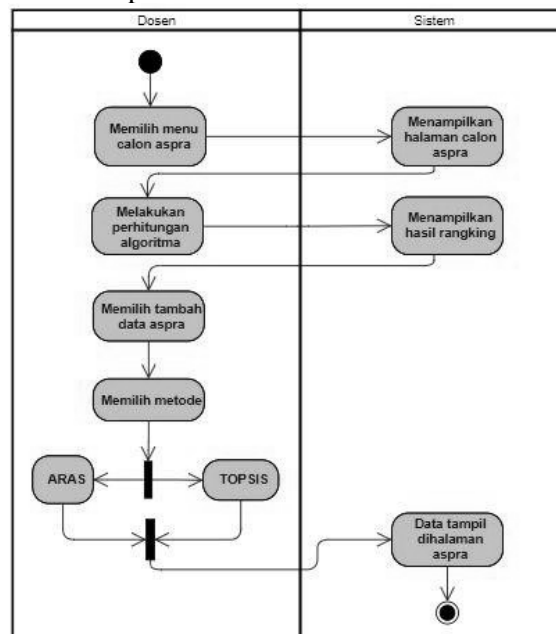 Dosen
Sistem
Memilih menu
calon aspra
Menampilkan
halaman calon
aspra
Melakukan
perhitungan
algoritma
Menampilkan
hasil rangking
Memilih tambah
data aspra
Memilih metode
ARAS
TOPSIS
Data tampil
dihalaman
aspra